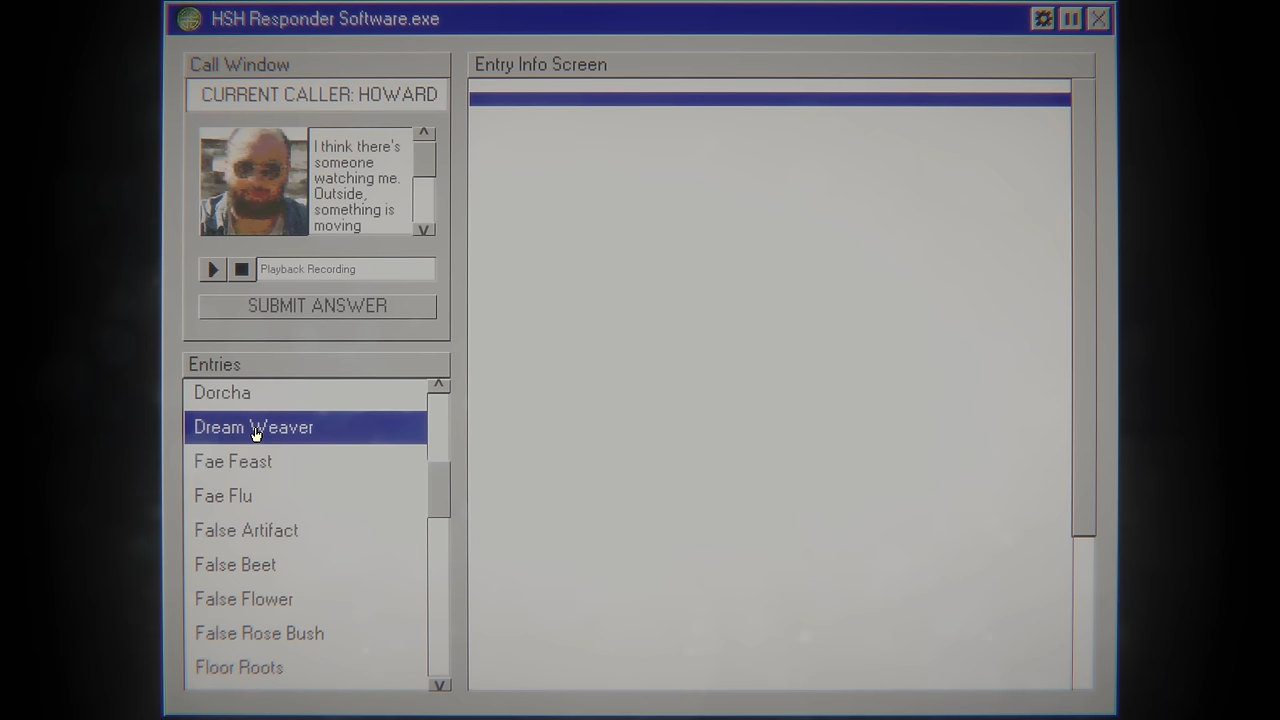 HSH Responder Software.exe
Call Window
CURRENT CALLER: HOWARD
I think there's
someone
watching me.
Outside,
something is
moving
Playback Recording
SUBMIT ANSWER
Entries
Dorcha
Dream Weaver
Fae Feast
Fae Flu
False Artifact
False Beet
False Flower
False Rose Bush
Floor Roots
Entry Info Screen